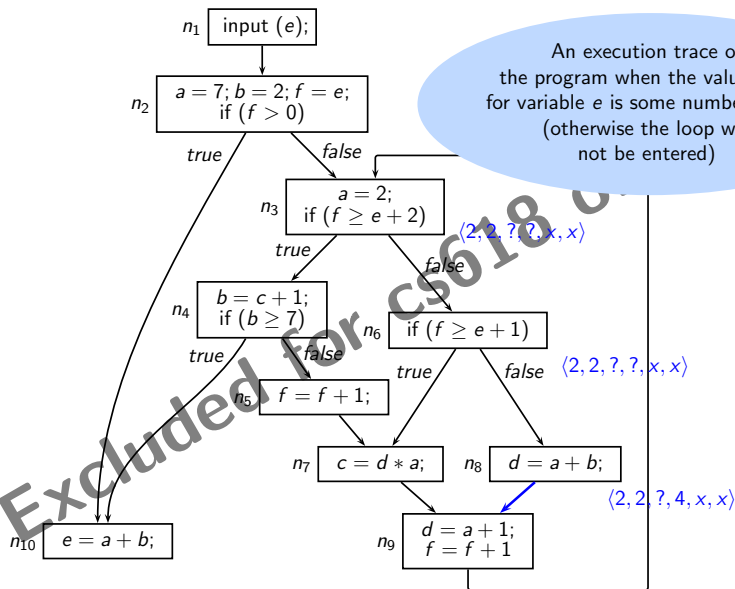 n1 input (e);
An execution trace o
the program when the valu
for variable e is some numbe
(otherwise the loop w
not be entered)
n2 a = 7; b = 2; f = e;
if (f > 0)
true
false
n3 a = 2;
if (f ≥ e + 2)
⟨2, 2, ?, ?, x, x⟩
true
false
n4 b = c + 1;
if (b ≥ 7)
n6 if (f ≥ e + 1)
true
false
true
false
⟨2, 2, ?, ?, x, x⟩
n5 f = f + 1;
n7 c = d * a;
n8 d = a + b;
⟨2, 2, ?, 4, x, x⟩
n10 e = a + b;
n9 d = a + 1;
f = f + 1
Excluded for cs618 o